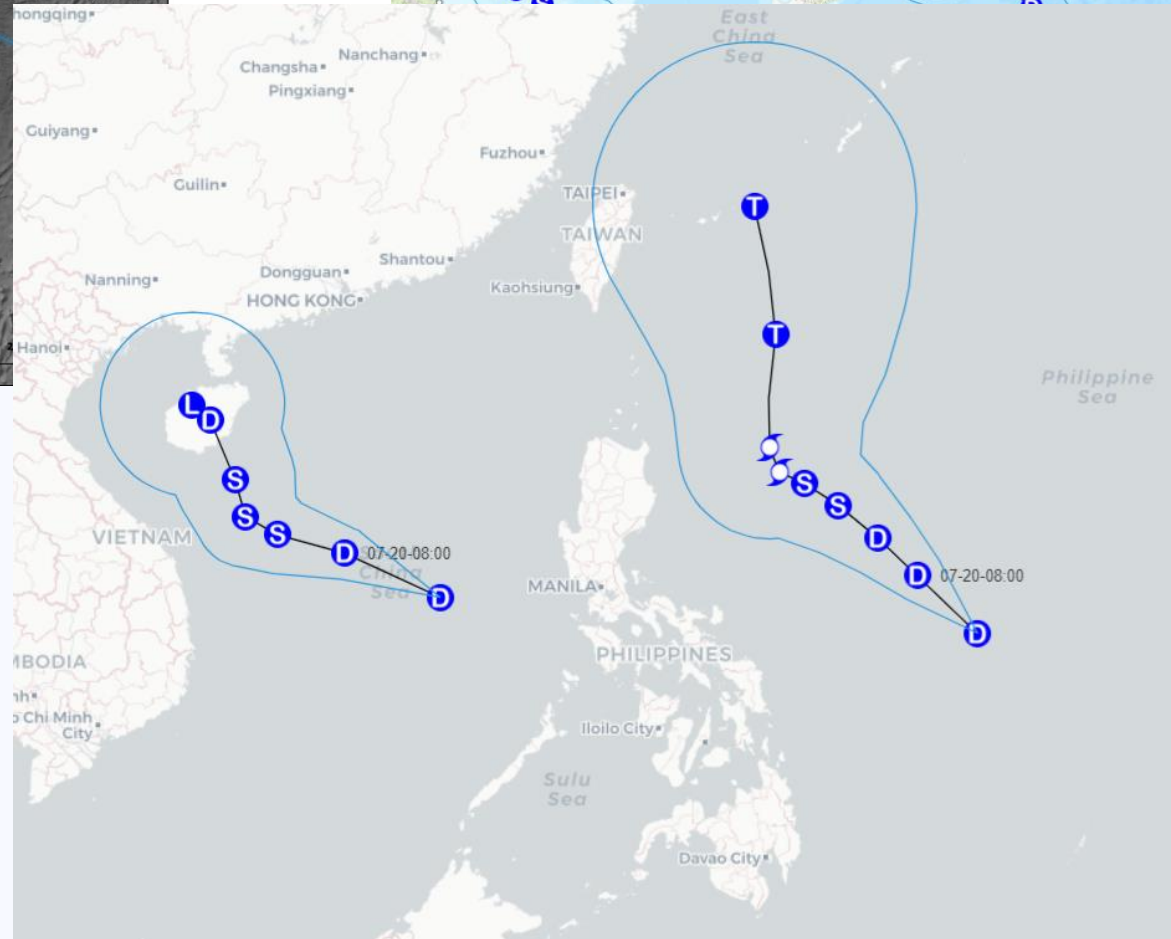 hongqing
Nanchang
Changsha
Pingxiang
Guiyang
Fuzhou
Guilin
TAIPEI
TAIWAN
Shantou
Dongguan
Nanning
HONG KONG
Kaohsiung
Hanoi
East
China
Sea
T
T
Philippine
Sea
L
D
S
S
S
D
07-20-08:00
China
Sea
D
VIETNAM
S
S
D
D
07-20-08:00
D
MANILA
PHILIPPINES
MBODIA
nh
o Chi Minh
City
Iloilo City
Sulu
Sea
Davao City